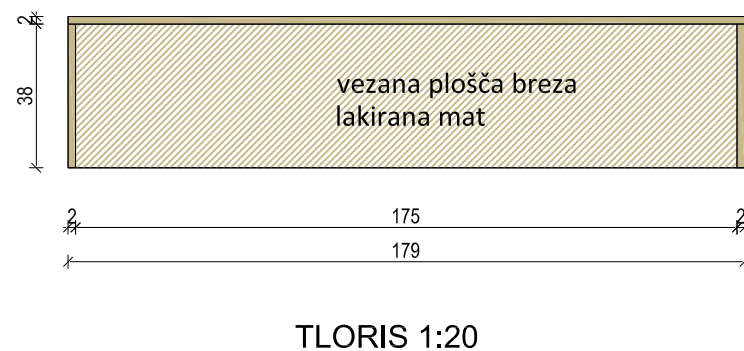 2
38
vezana plošča breza
lakirana mat
2 175 2
179
TLORIS 1:20